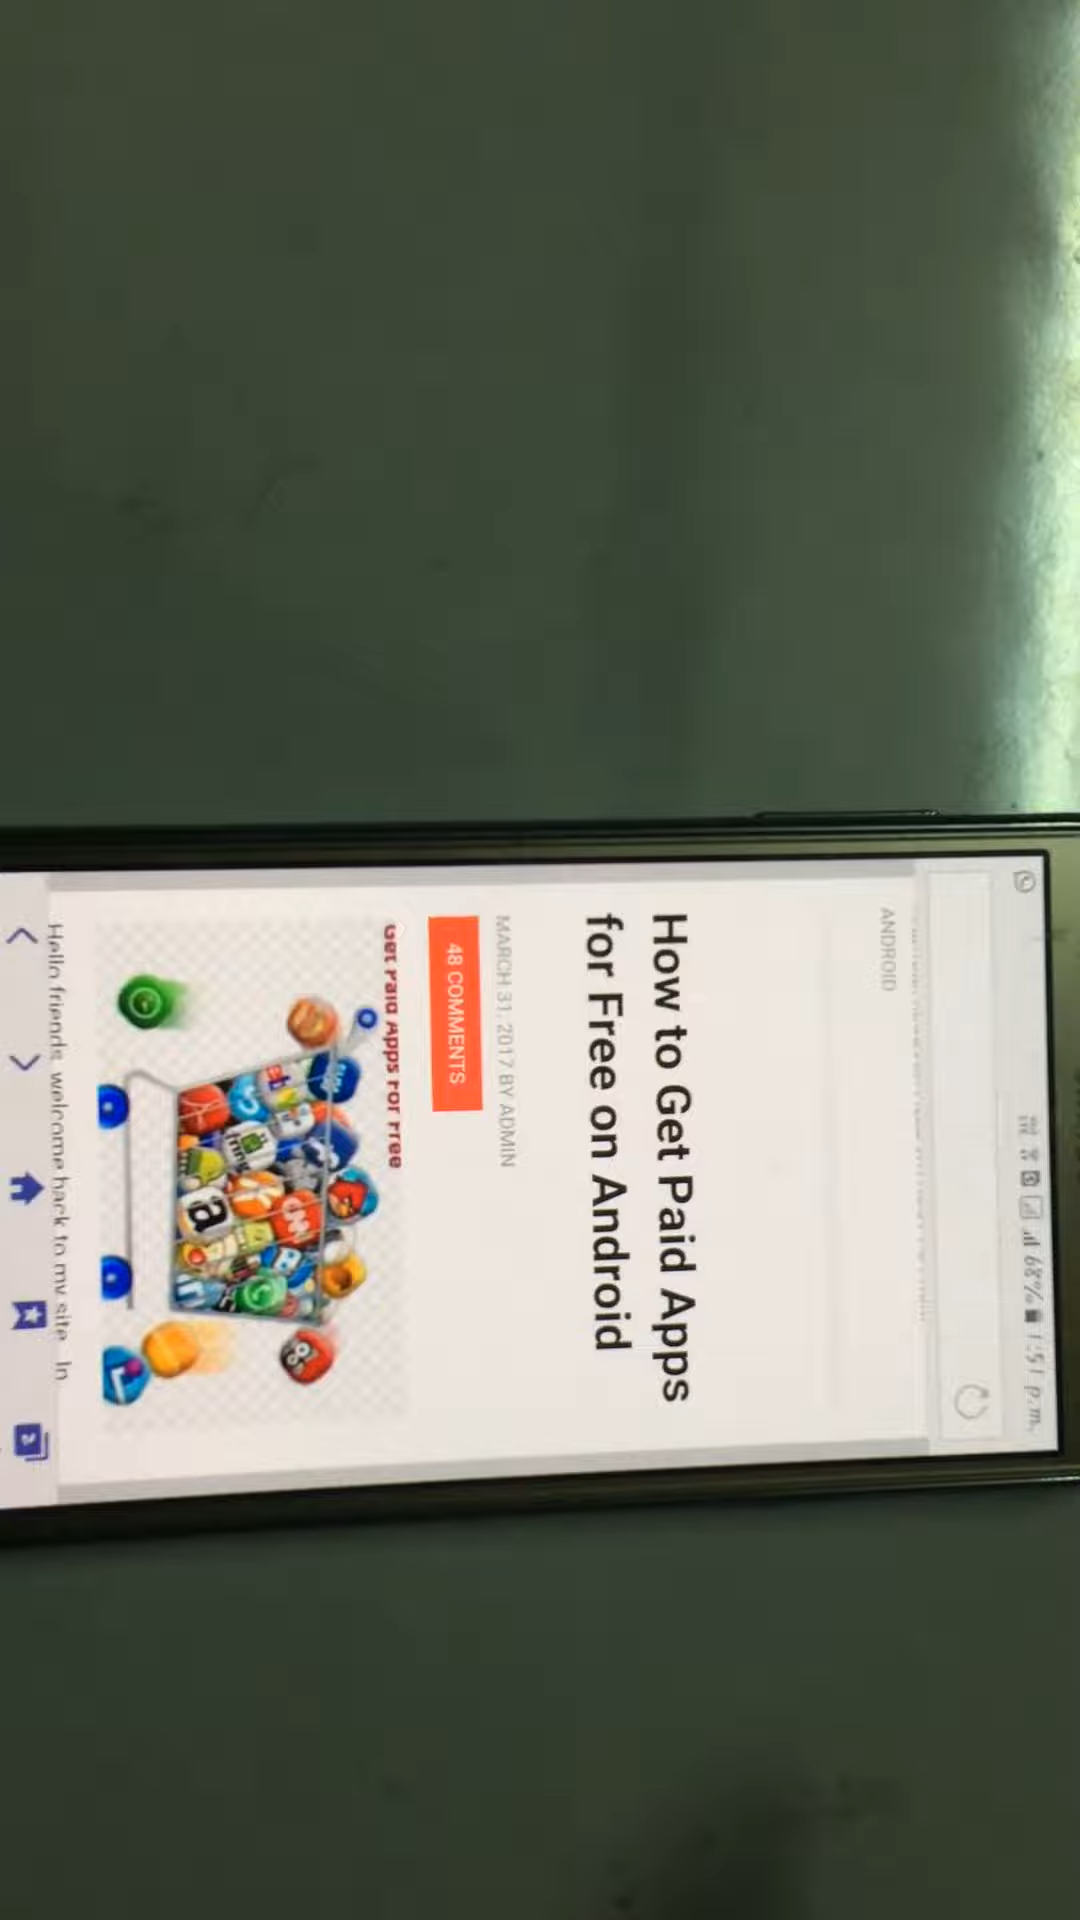 68% 1:51 p.m.
ANDROID
How to Get Paid Apps
for Free on Android
MARCH 31, 2017 BY ADMIN
48 COMMENTS
Get Paid Apps For Free
fring
a
Hello friends, welcome back to my site. In